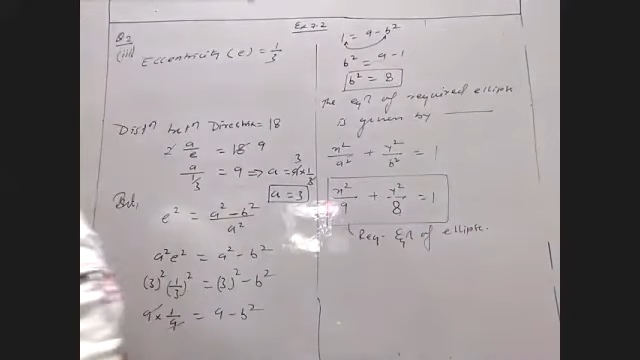 Ex 7.2
Q2
(iii) Eccentricity (e) = 1/3
Distⁿ betⁿ Directrix = 18
2 a/e = 18 9
a/(1/3) = 9 ⇒ a = 9 × 1/3 3
a = 3
But,
e² = (a² - b²)/a²
a²e² = a² - b²
(3)² (1/3)² = (3)² - b²
9 × 1/9 = 9 - b²
1 = 9 - b²
b² = 9 - 1
b² = 8
The eqⁿ of required ellipse
is given by
x²/a² + y²/b² = 1
x²/9 + y²/8 = 1
Req. Eqⁿ of ellipse.